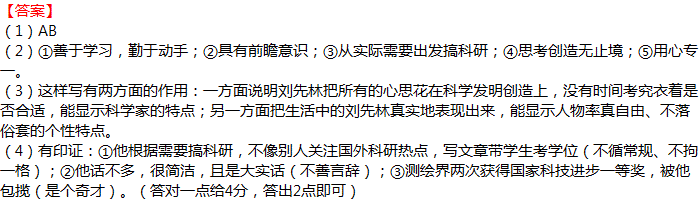 【答案】
（1）AB
（2）①善于学习，勤于动手；②具有前瞻意识；③从实际需要出发搞科研；④思考创造无止境；⑤用心专
一。
（3）这样写有两方面的作用：一方面说明刘先林把所有的心思花在科学发明创造上，没有时间考究衣着是
否合适，能显示科学家的特点；另一方面把生活中的刘先林真实地表现出来，能显示人物率真自由、不落
俗套的个性特点。
（4）有印证：①他根据需要搞科研，不像别人关注国外科研热点，写文章带学生考学位（不循常规、不拘
一格）；②他话不多，很简洁，且是大实话（不善言辞）；③测绘界两次获得国家科技进步一等奖，被他
包揽（是个奇才）。（答对一点给4分，答出2点即可）